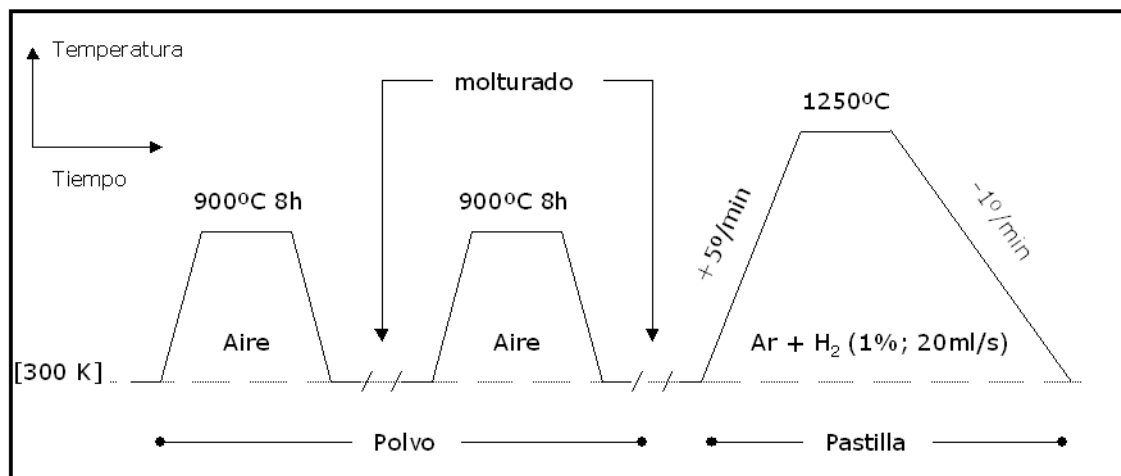 Temperatura
Tiempo
molturado
1250ºC
900ºC 8h
900ºC 8h
+5º/min
-1º/min
Aire
Aire
Ar + H₂ (1%; 20ml/s)
[300 K]
Polvo
Pastilla